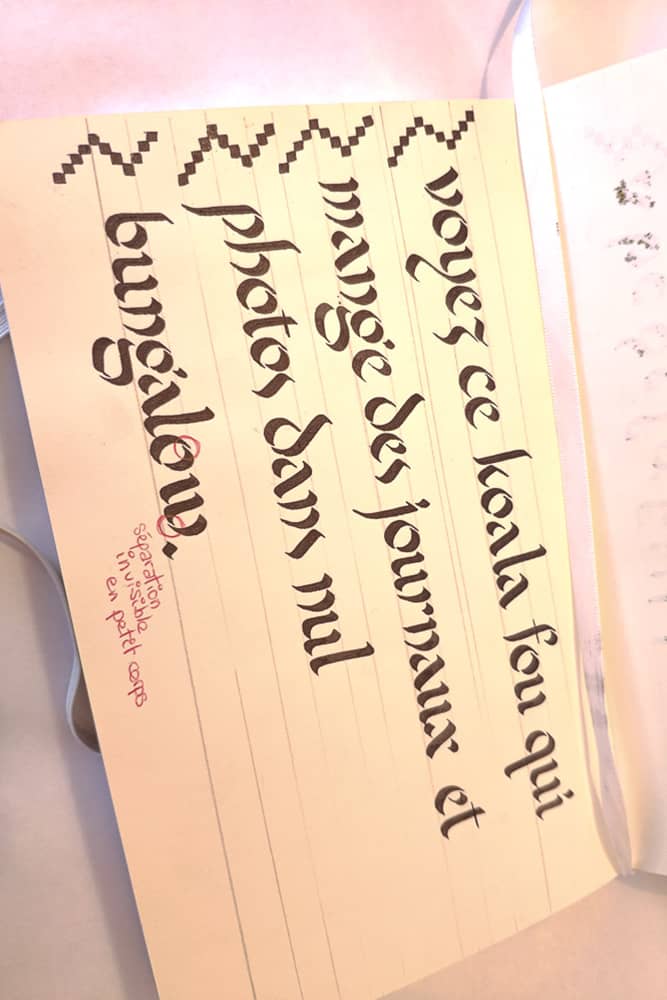 voyez ce koala fou qui
mange des journaux et
photos dans nul
bungalow.
séparation
invisible
en petit corps